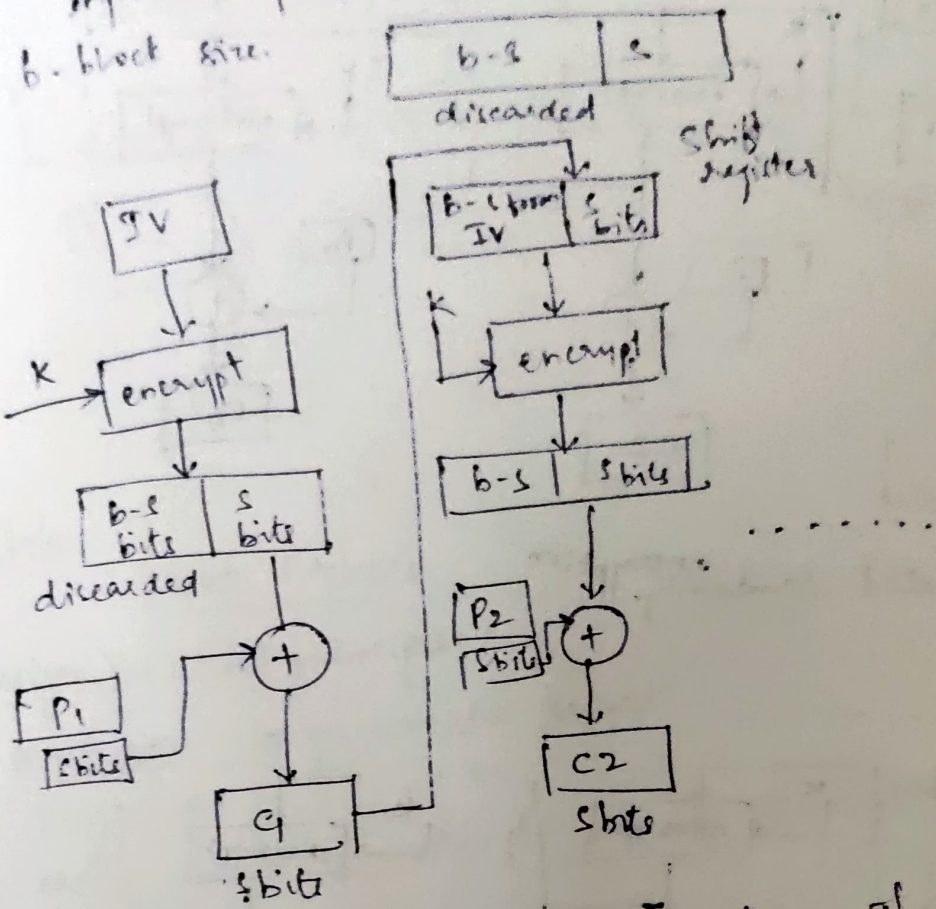 b. block size.
b-s s
discarded
Shift
register
IV
K
encrypt
b-s
bits
s
bits
discarded
P1
s bits
+
C1
s bits
B-s from
IV
s
bits
K
encrypt
b-s s bits
P2
s bits
+
C2
s bits